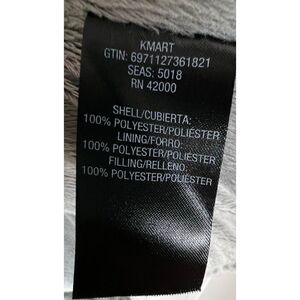 KMART
GTIN: 6971127361821
SEAS: 5018
RN 42000
SHELL/CUBIERTA:
100% POLYESTER/POLIÉSTER
LINING/FORRO:
100% POLYESTER/POLIÉSTER
FILLING/RELLENO:
100% POLYESTER/POLIÉSTER